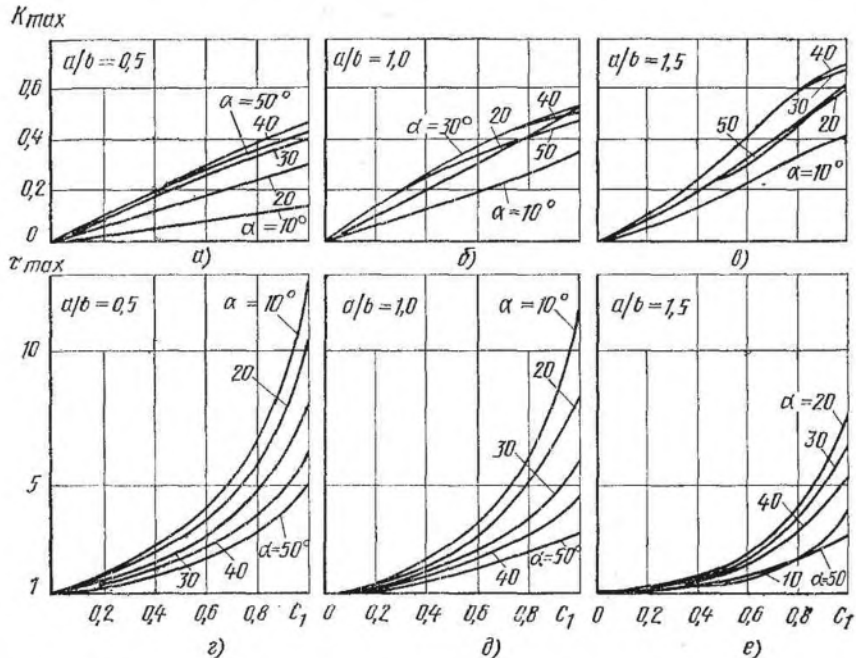 Kmax
a/b = 0,5
a/b = 1,0
a/b = 1,5
0,6
0,4
0,2
0
α = 50°
40
30
20
α = 10°
α = 30°
20
40
50
α = 10°
40
30
20
50
α = 10°
а)
б)
в)
τmax
a/b = 0,5
a/b = 1,0
a/b = 1,5
10
5
1
α = 10°
20
30
40
α = 50°
α = 10°
20
30
40
α = 50°
α = 20
30
40
10
α = 50
0,2 0,4 0,6 0,8 C1
0 0,2 0,4 0,6 0,8 C1
0 0,2 0,4 0,6 0,8 C1
г)
д)
е)